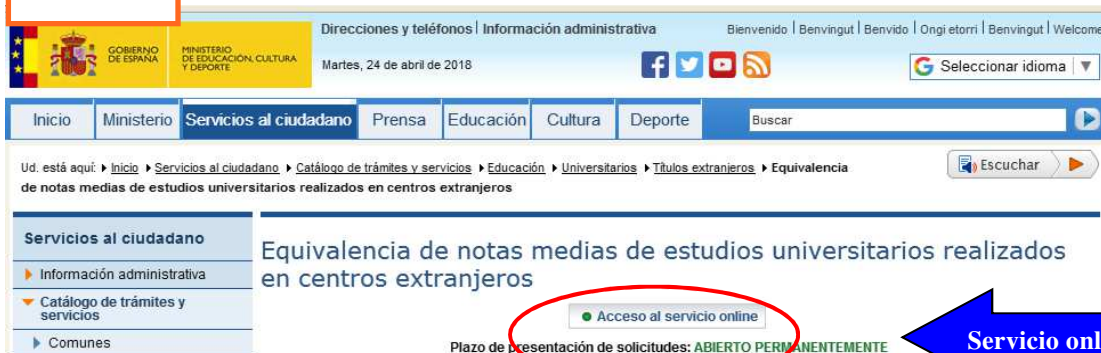 Direcciones y teléfonos | Información administrativa
Bienvenido | Benvingut | Benvido | Ongi etorri | Benvingut | Welcome
GOBIERNO DE ESPAÑA
MINISTERIO DE EDUCACIÓN, CULTURA Y DEPORTE
Martes, 24 de abril de 2018
G Seleccionar idioma
Inicio Ministerio Servicios al ciudadano Prensa Educación Cultura Deporte Buscar
Ud. está aquí: Inicio Servicios al ciudadano Catálogo de trámites y servicios Educación Universitarios Títulos extranjeros Equivalencia
de notas medias de estudios universitarios realizados en centros extranjeros
Escuchar
Servicios al ciudadano
Información administrativa
Catálogo de trámites y
servicios
Comunes
Equivalencia de notas medias de estudios universitarios realizados
en centros extranjeros
Acceso al servicio online
Plazo de presentación de solicitudes: ABIERTO PERMANENTEMENTE
Servicio onl